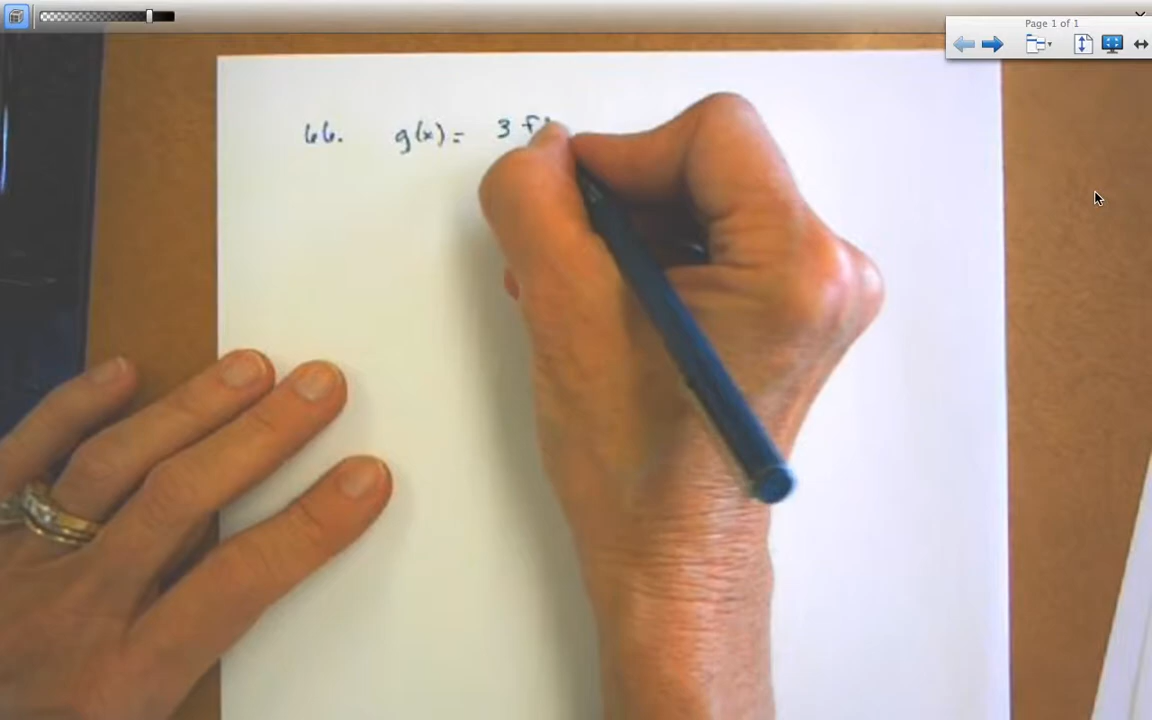 Page 1 of 1
66. g(x) = 3 f